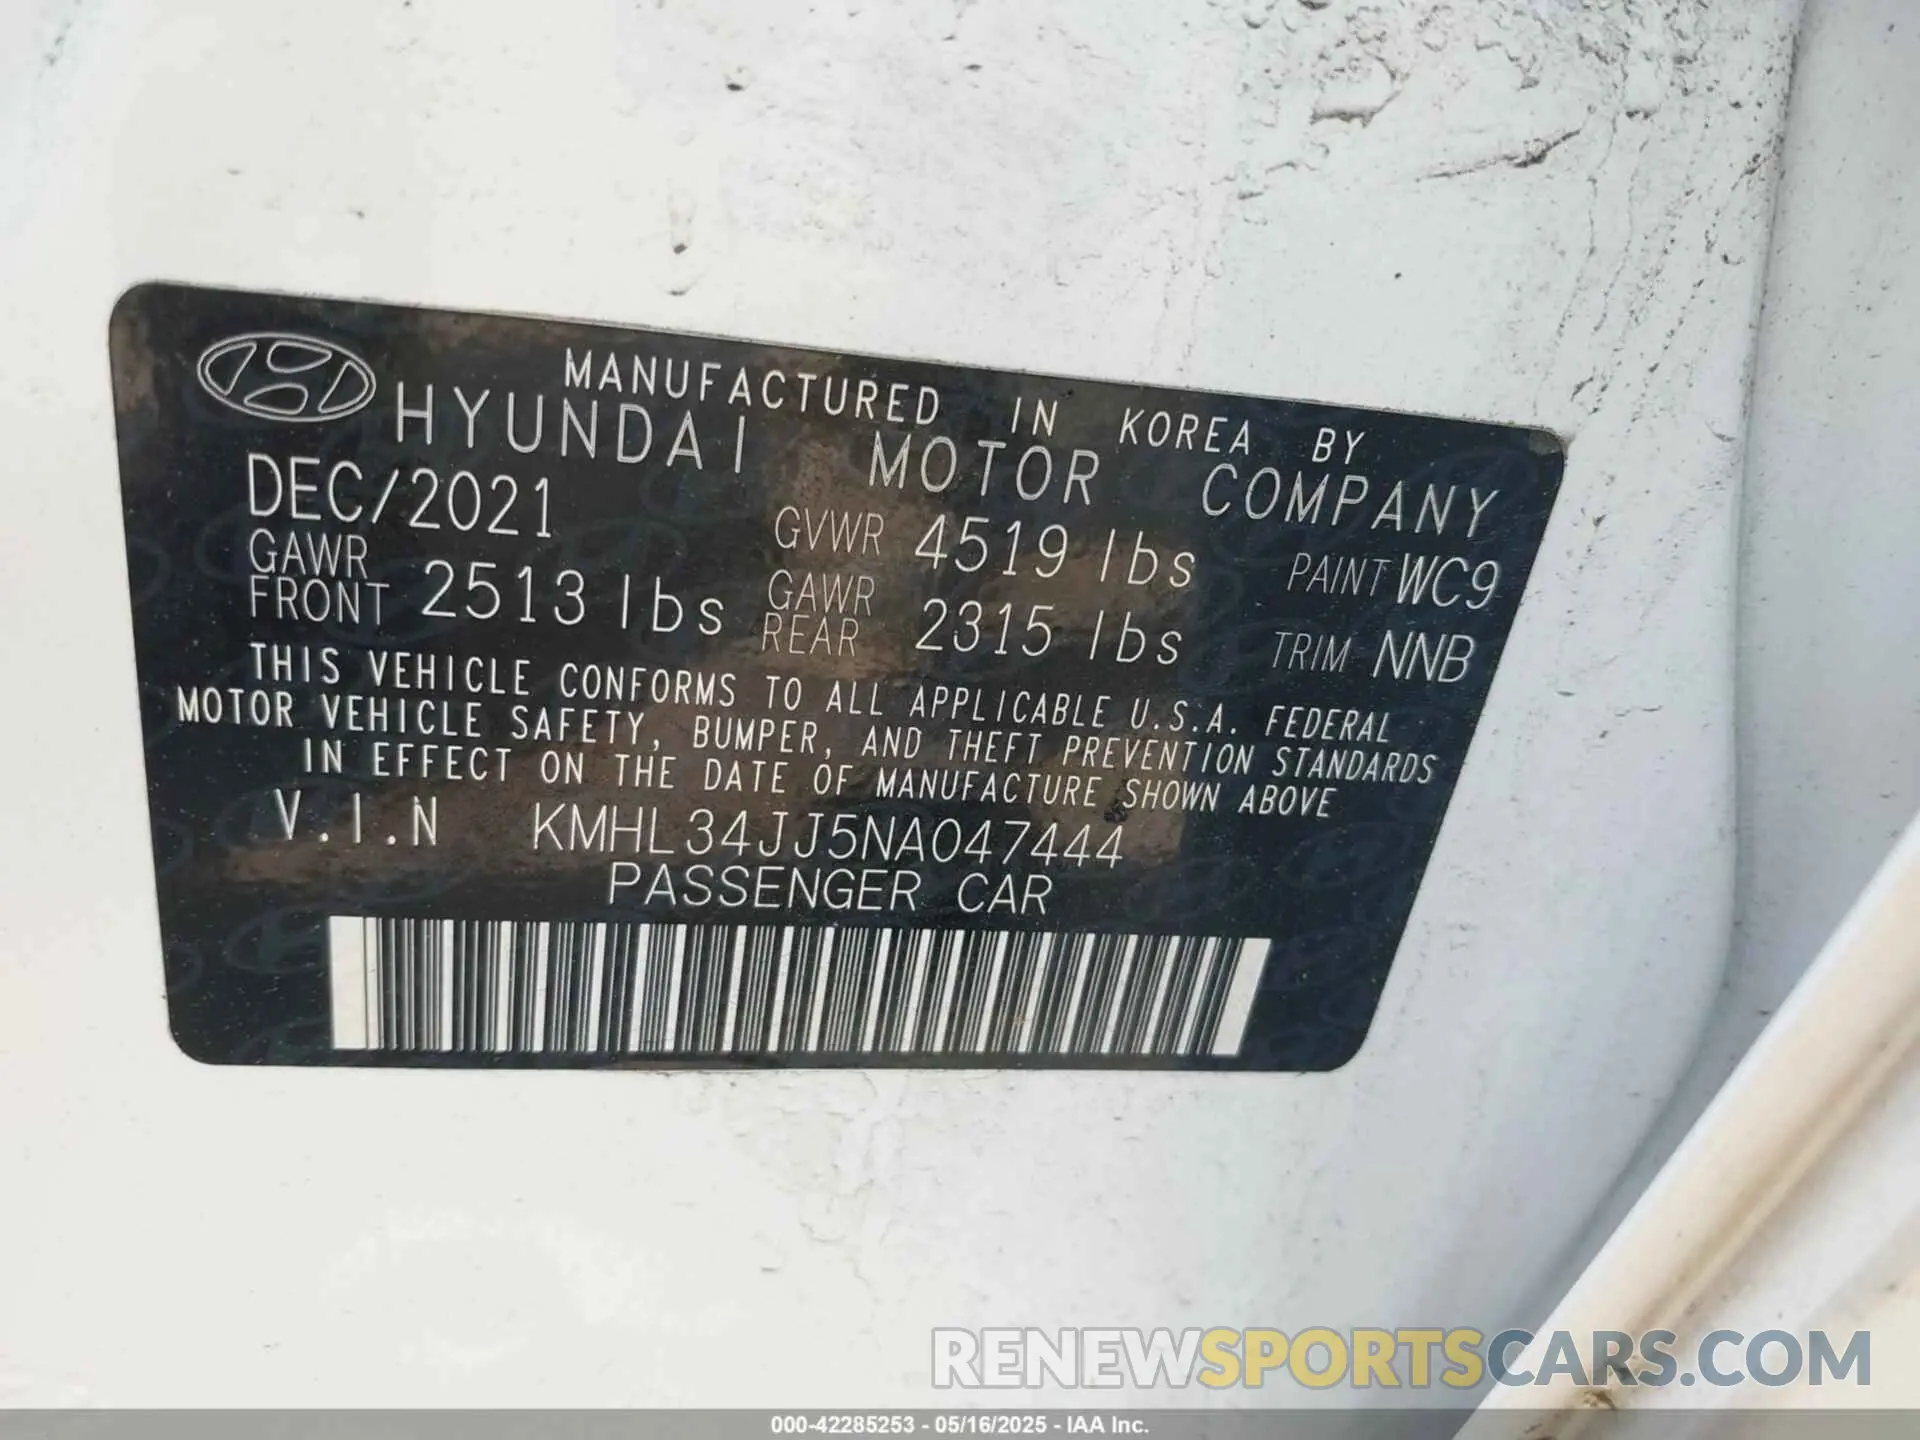 MANUFACTURED IN KOREA BY
HYUNDAI MOTOR COMPANY
DEC/2021 GVWR 4519 lbs PAINT WC9
GAWR FRONT 2513 lbs GAWR REAR 2315 lbs TRIM NNB
THIS VEHICLE CONFORMS TO ALL APPLICABLE U.S.A. FEDERAL
MOTOR VEHICLE SAFETY, BUMPER, AND THEFT PREVENTION STANDARDS
IN EFFECT ON THE DATE OF MANUFACTURE SHOWN ABOVE
V.I.N KMHL34JJ5NA047444
PASSENGER CAR
RENEWSPORTSCARS.COM
000-42285253 - 05/16/2025 - IAA Inc.